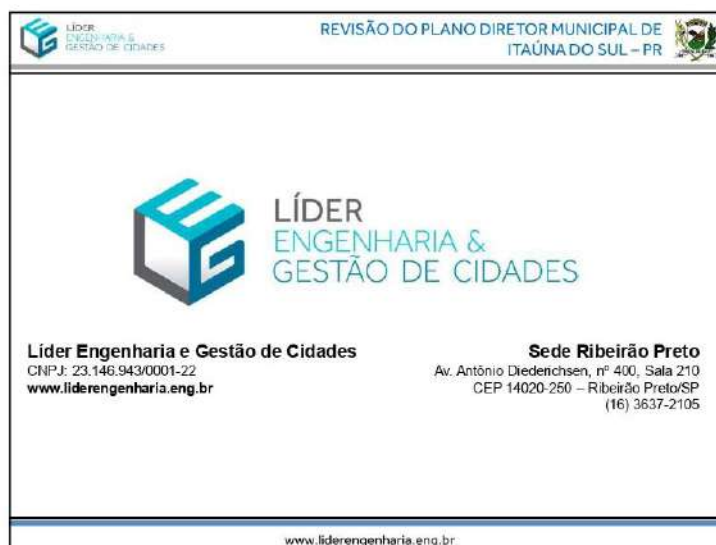 LÍDER
ENGENHARIA &
GESTÃO DE CIDADES
REVISÃO DO PLANO DIRETOR MUNICIPAL DE
ITAÚNA DO SUL – PR
LÍDER
ENGENHARIA &
GESTÃO DE CIDADES
Líder Engenharia e Gestão de Cidades
CNPJ: 23.146.943/0001-22
www.liderengenharia.eng.br
Sede Ribeirão Preto
Av. Antônio Diederichsen, nº 400, Sala 210
CEP 14020-250 – Ribeirão Preto/SP
(16) 3637-2105
www.liderengenharia.eng.br